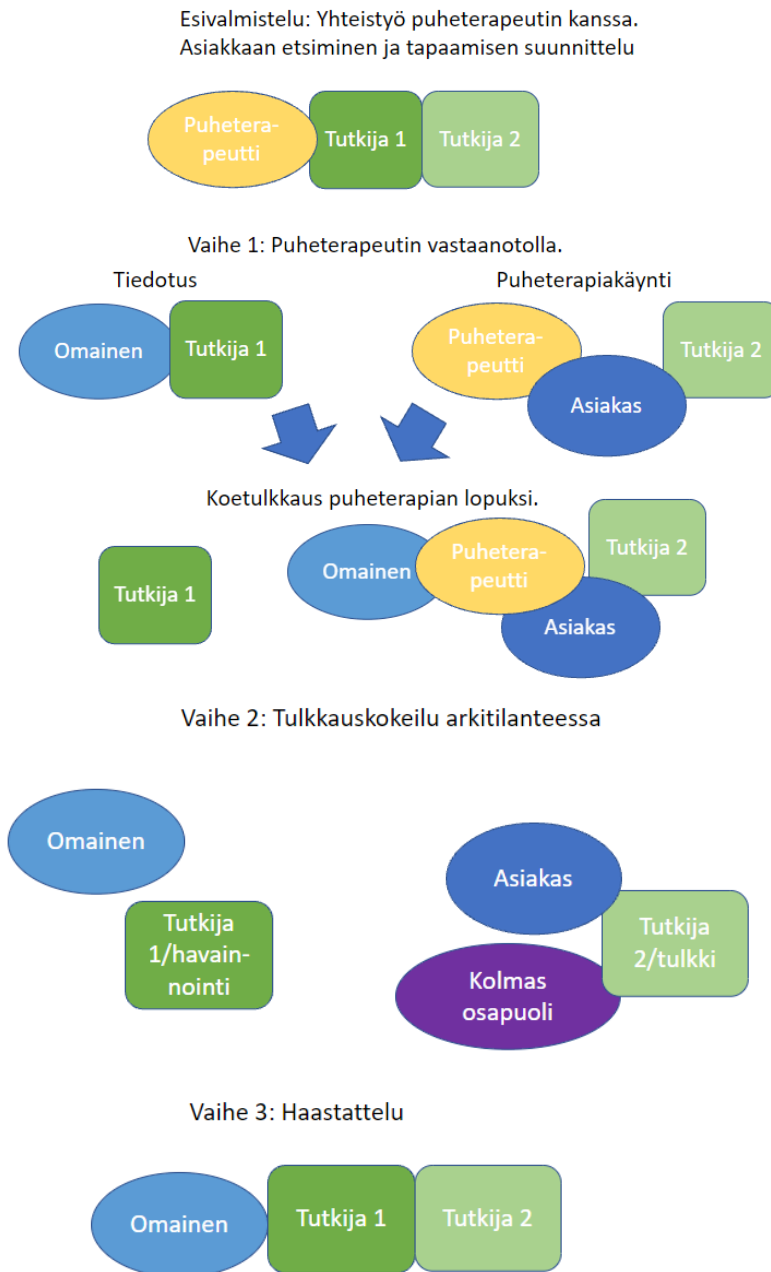 Esivalmistelu: Yhteistyö puheterapeutin kanssa.
Asiakkaan etsiminen ja tapaamisen suunnittelu
Puhetera-
peutti
Tutkija 1
Tutkija 2
Vaihe 1: Puheterapeutin vastaanotolla.
Tiedotus
Puheterapiakäynti
Omainen
Tutkija 1
Puhetera-
peutti
Tutkija 2
Asiakas
Koetulkkaus puheterapian lopuksi.
Tutkija 1
Omainen
Puhetera-
peutti
Tutkija 2
Asiakas
Vaihe 2: Tulkkauskokeilu arkitilanteessa
Omainen
Tutkija
1/havain-
nointi
Asiakas
Tutkija
2/tulkki
Kolmas
osapuoli
Vaihe 3: Haastattelu
Omainen
Tutkija 1
Tutkija 2